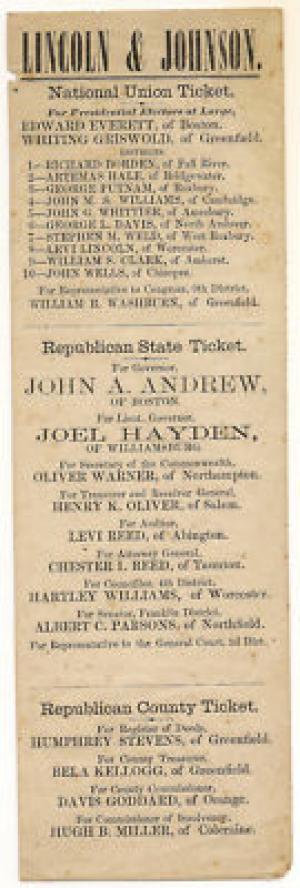 LINCOLN & JOHNSON.
National Union Ticket.
For Presidential Electors at Large,
EDWARD EVERETT, of Boston.
WHITING GRISWOLD, of Greenfield.
DISTRICTS.
1—RICHARD BORDEN, of Fall River.
2—ARTEMAS HALE, of Bridgewater.
3—GEORGE PUTNAM, of Roxbury.
4—JOHN M. S. WILLIAMS, of Cambridge.
5—JOHN G. WHITTIER, of Amesbury.
6—GEORGE L. DAVIS, of North Andover.
7—STEPHEN M. WELD, of West Roxbury.
8—LEVI LINCOLN, of Worcester.
9—WILLIAM S. CLARK, of Amherst.
10—JOHN WELLS, of Chicopee.
For Representative to Congress, 9th District,
WILLIAM B. WASHBURN, of Greenfield.
Republican State Ticket.
For Governor,
JOHN A. ANDREW,
OF BOSTON.
For Lieut. Governor,
JOEL HAYDEN,
OF WILLIAMSBURG.
For Secretary of the Commonwealth,
OLIVER WARNER, of Northampton.
For Treasurer and Receiver General,
HENRY K. OLIVER, of Salem.
For Auditor,
LEVI REED, of Abington.
For Attorney General,
CHESTER I. REED, of Taunton.
For Councillor,
HARTLEY WILLIAMS, of Worcester.
For Senator, Franklin District,
ALBERT C. PARSONS, of Northfield.
For Representative to the General Court, 2d Dist.
Republican County Ticket.
For Register of Deeds,
HUMPHREY STEVENS, of Greenfield.
For County Treasurer,
BELA KELLOGG, of Greenfield.
For County Commissioner,
DAVIS GODDARD, of Orange.
For Commissioner of Insolvency,
HUGH B. MILLER, of Coleraine.